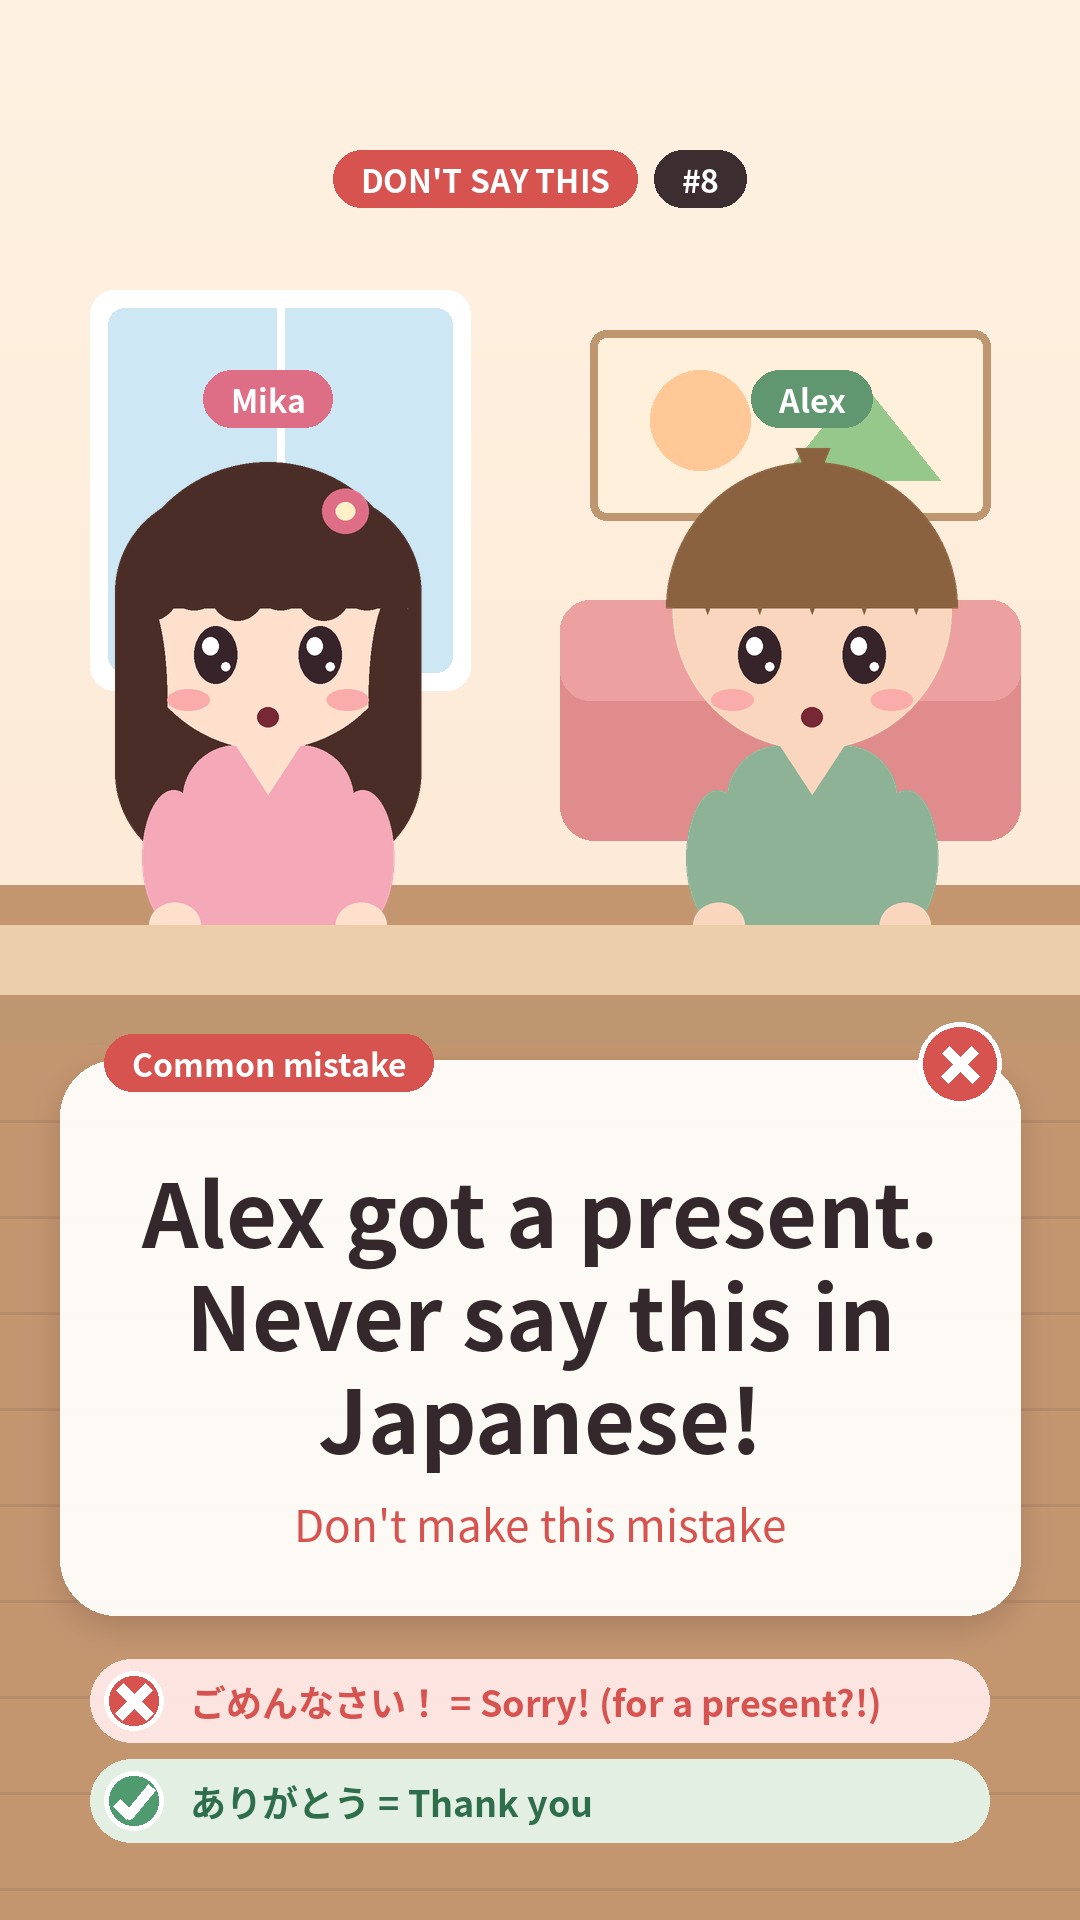 DON'T SAY THIS #8
Mika
Alex
Common mistake
Alex got a present.
Never say this in
Japanese!
Don't make this mistake
ごめんなさい！ = Sorry! (for a present?!)
ありがとう = Thank you